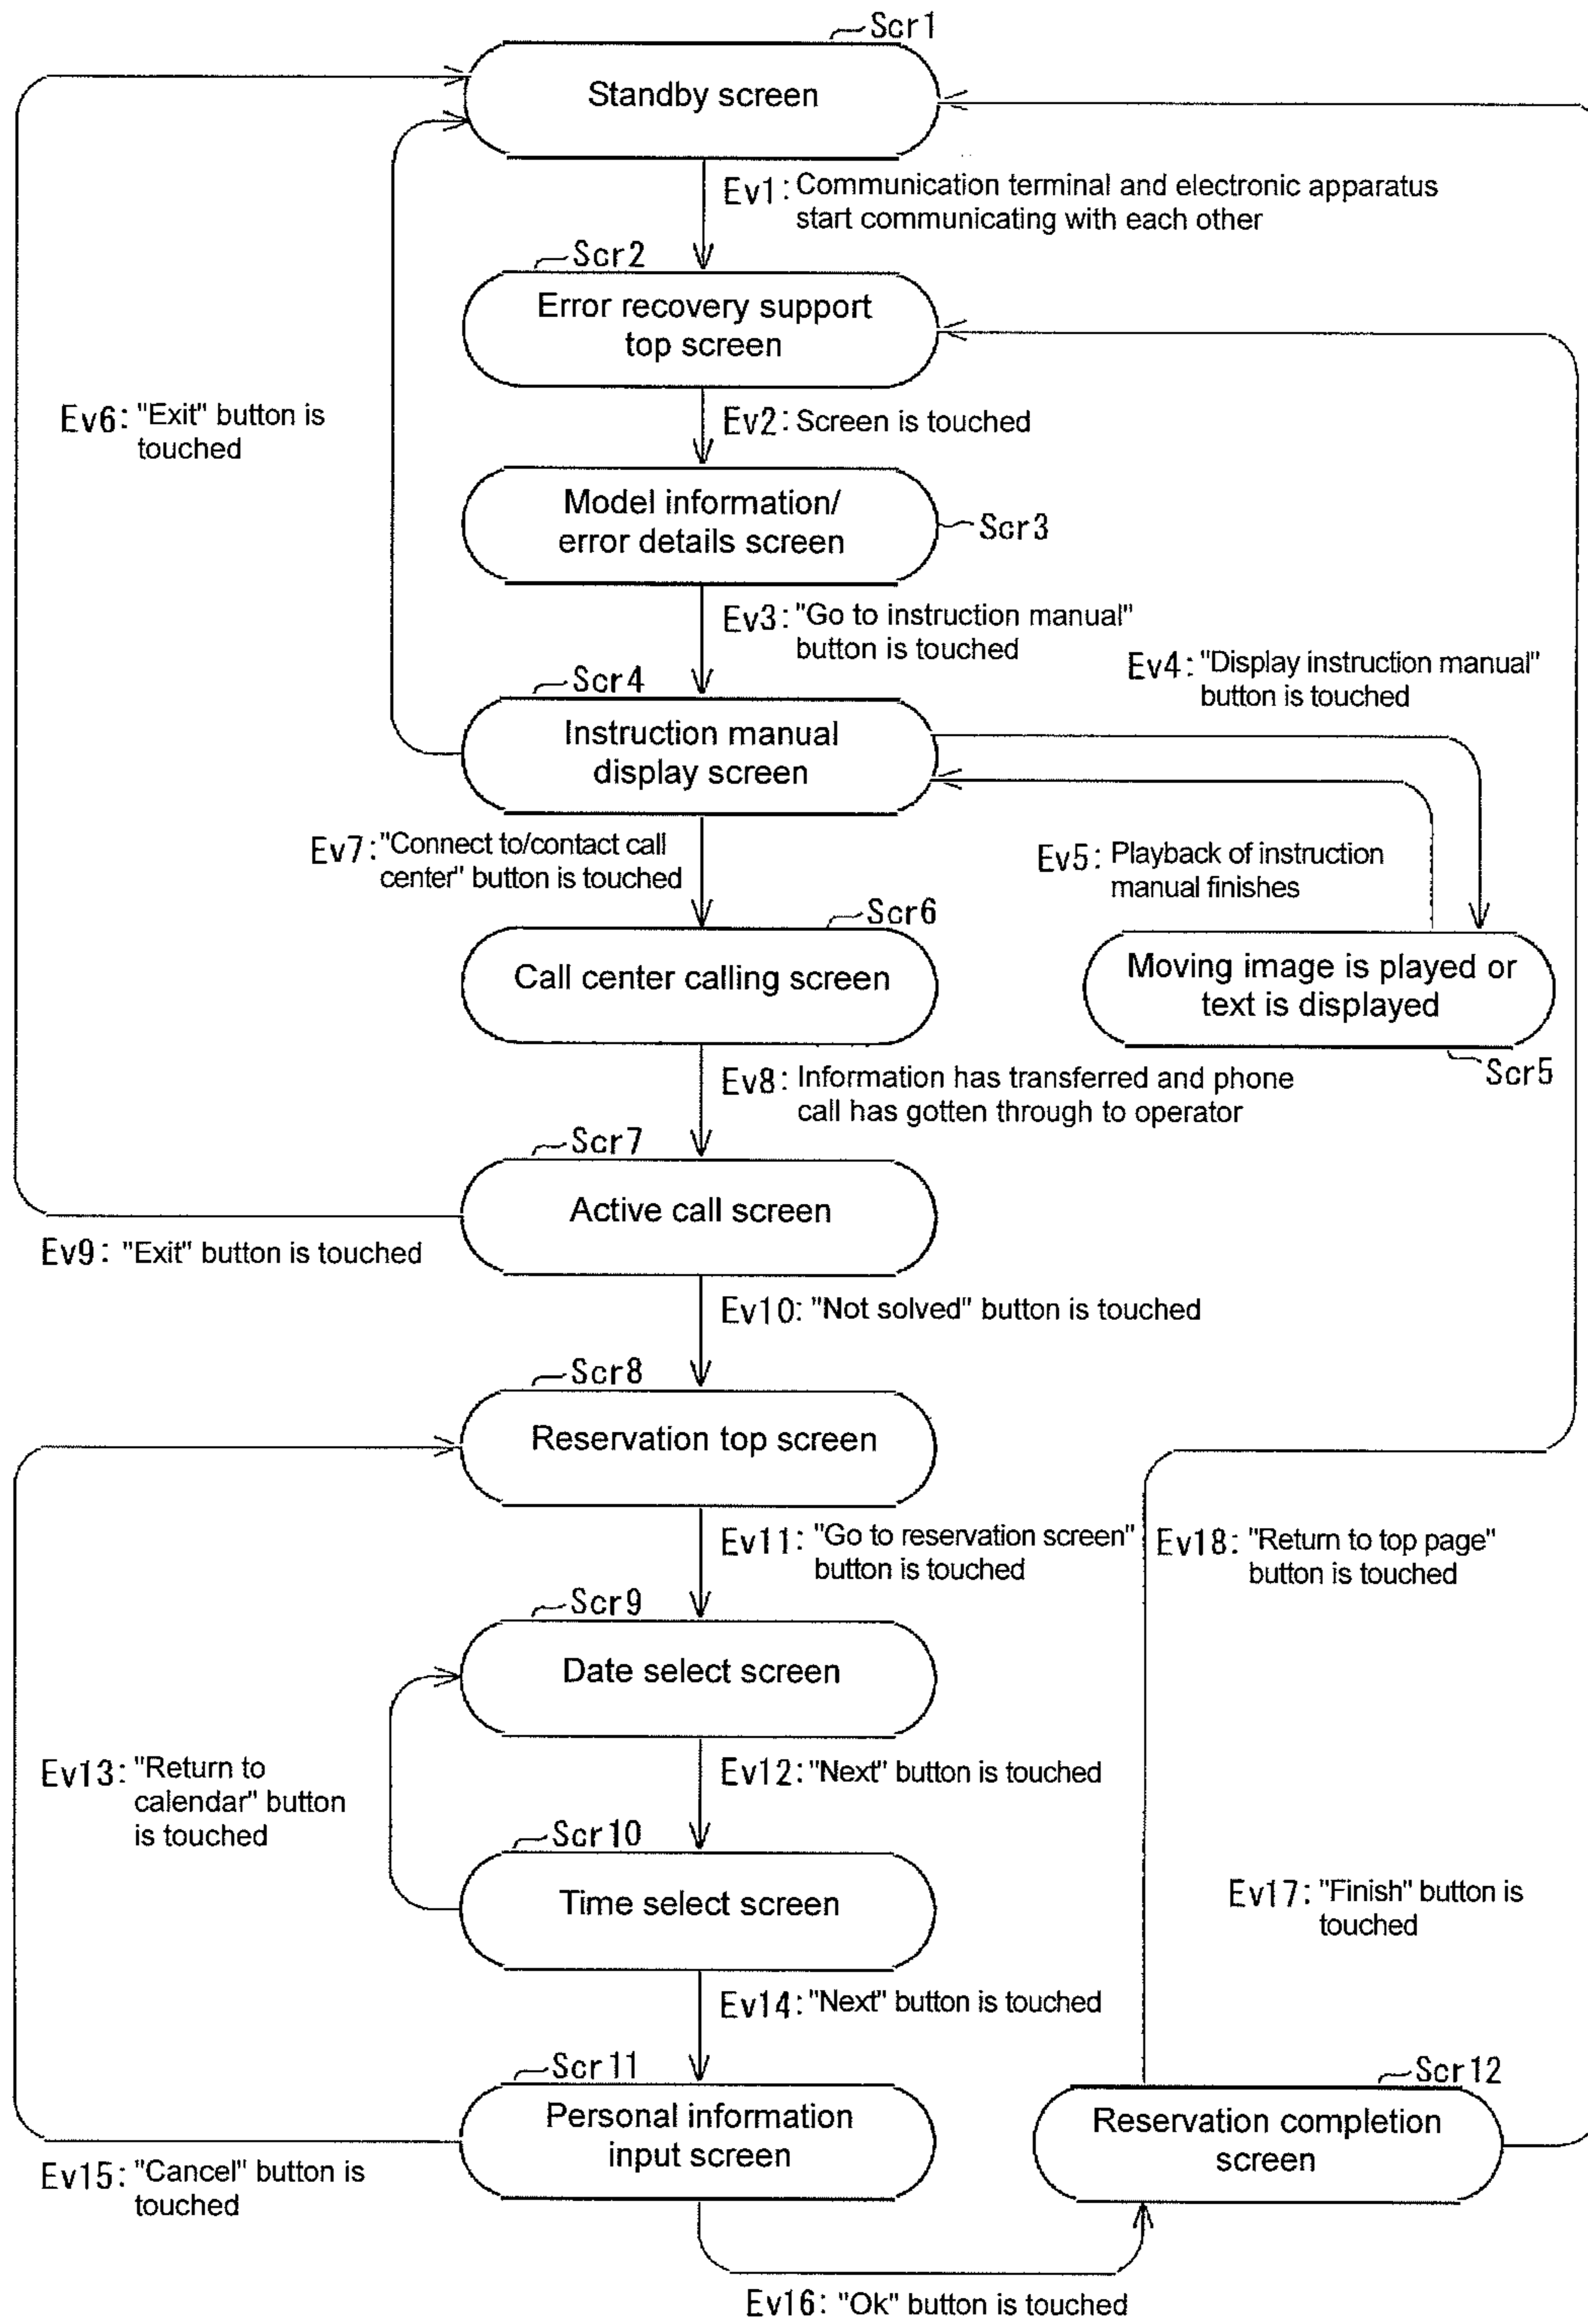 Scr1
Standby screen
Ev1: Communication terminal and electronic apparatus
start communicating with each other
Scr2
Error recovery support
top screen
Ev6: "Exit" button is
touched
Ev2: Screen is touched
Model information/
error details screen
Scr3
Ev3: "Go to instruction manual"
button is touched
Ev4: "Display instruction manual"
button is touched
Scr4
Instruction manual
display screen
Ev7: "Connect to/contact call
center" button is touched
Ev5: Playback of instruction
manual finishes
Scr6
Call center calling screen
Moving image is played or
text is displayed
Scr5
Ev8: Information has transferred and phone
call has gotten through to operator
Scr7
Active call screen
Ev9: "Exit" button is touched
Ev10: "Not solved" button is touched
Scr8
Reservation top screen
Ev11: "Go to reservation screen"
button is touched
Ev18: "Return to top page"
button is touched
Scr9
Date select screen
Ev13: "Return to
calendar" button
is touched
Ev12: "Next" button is touched
Scr10
Time select screen
Ev17: "Finish" button is
touched
Ev14: "Next" button is touched
Scr11
Personal information
input screen
Scr12
Reservation completion
screen
Ev15: "Cancel" button is
touched
Ev16: "Ok" button is touched